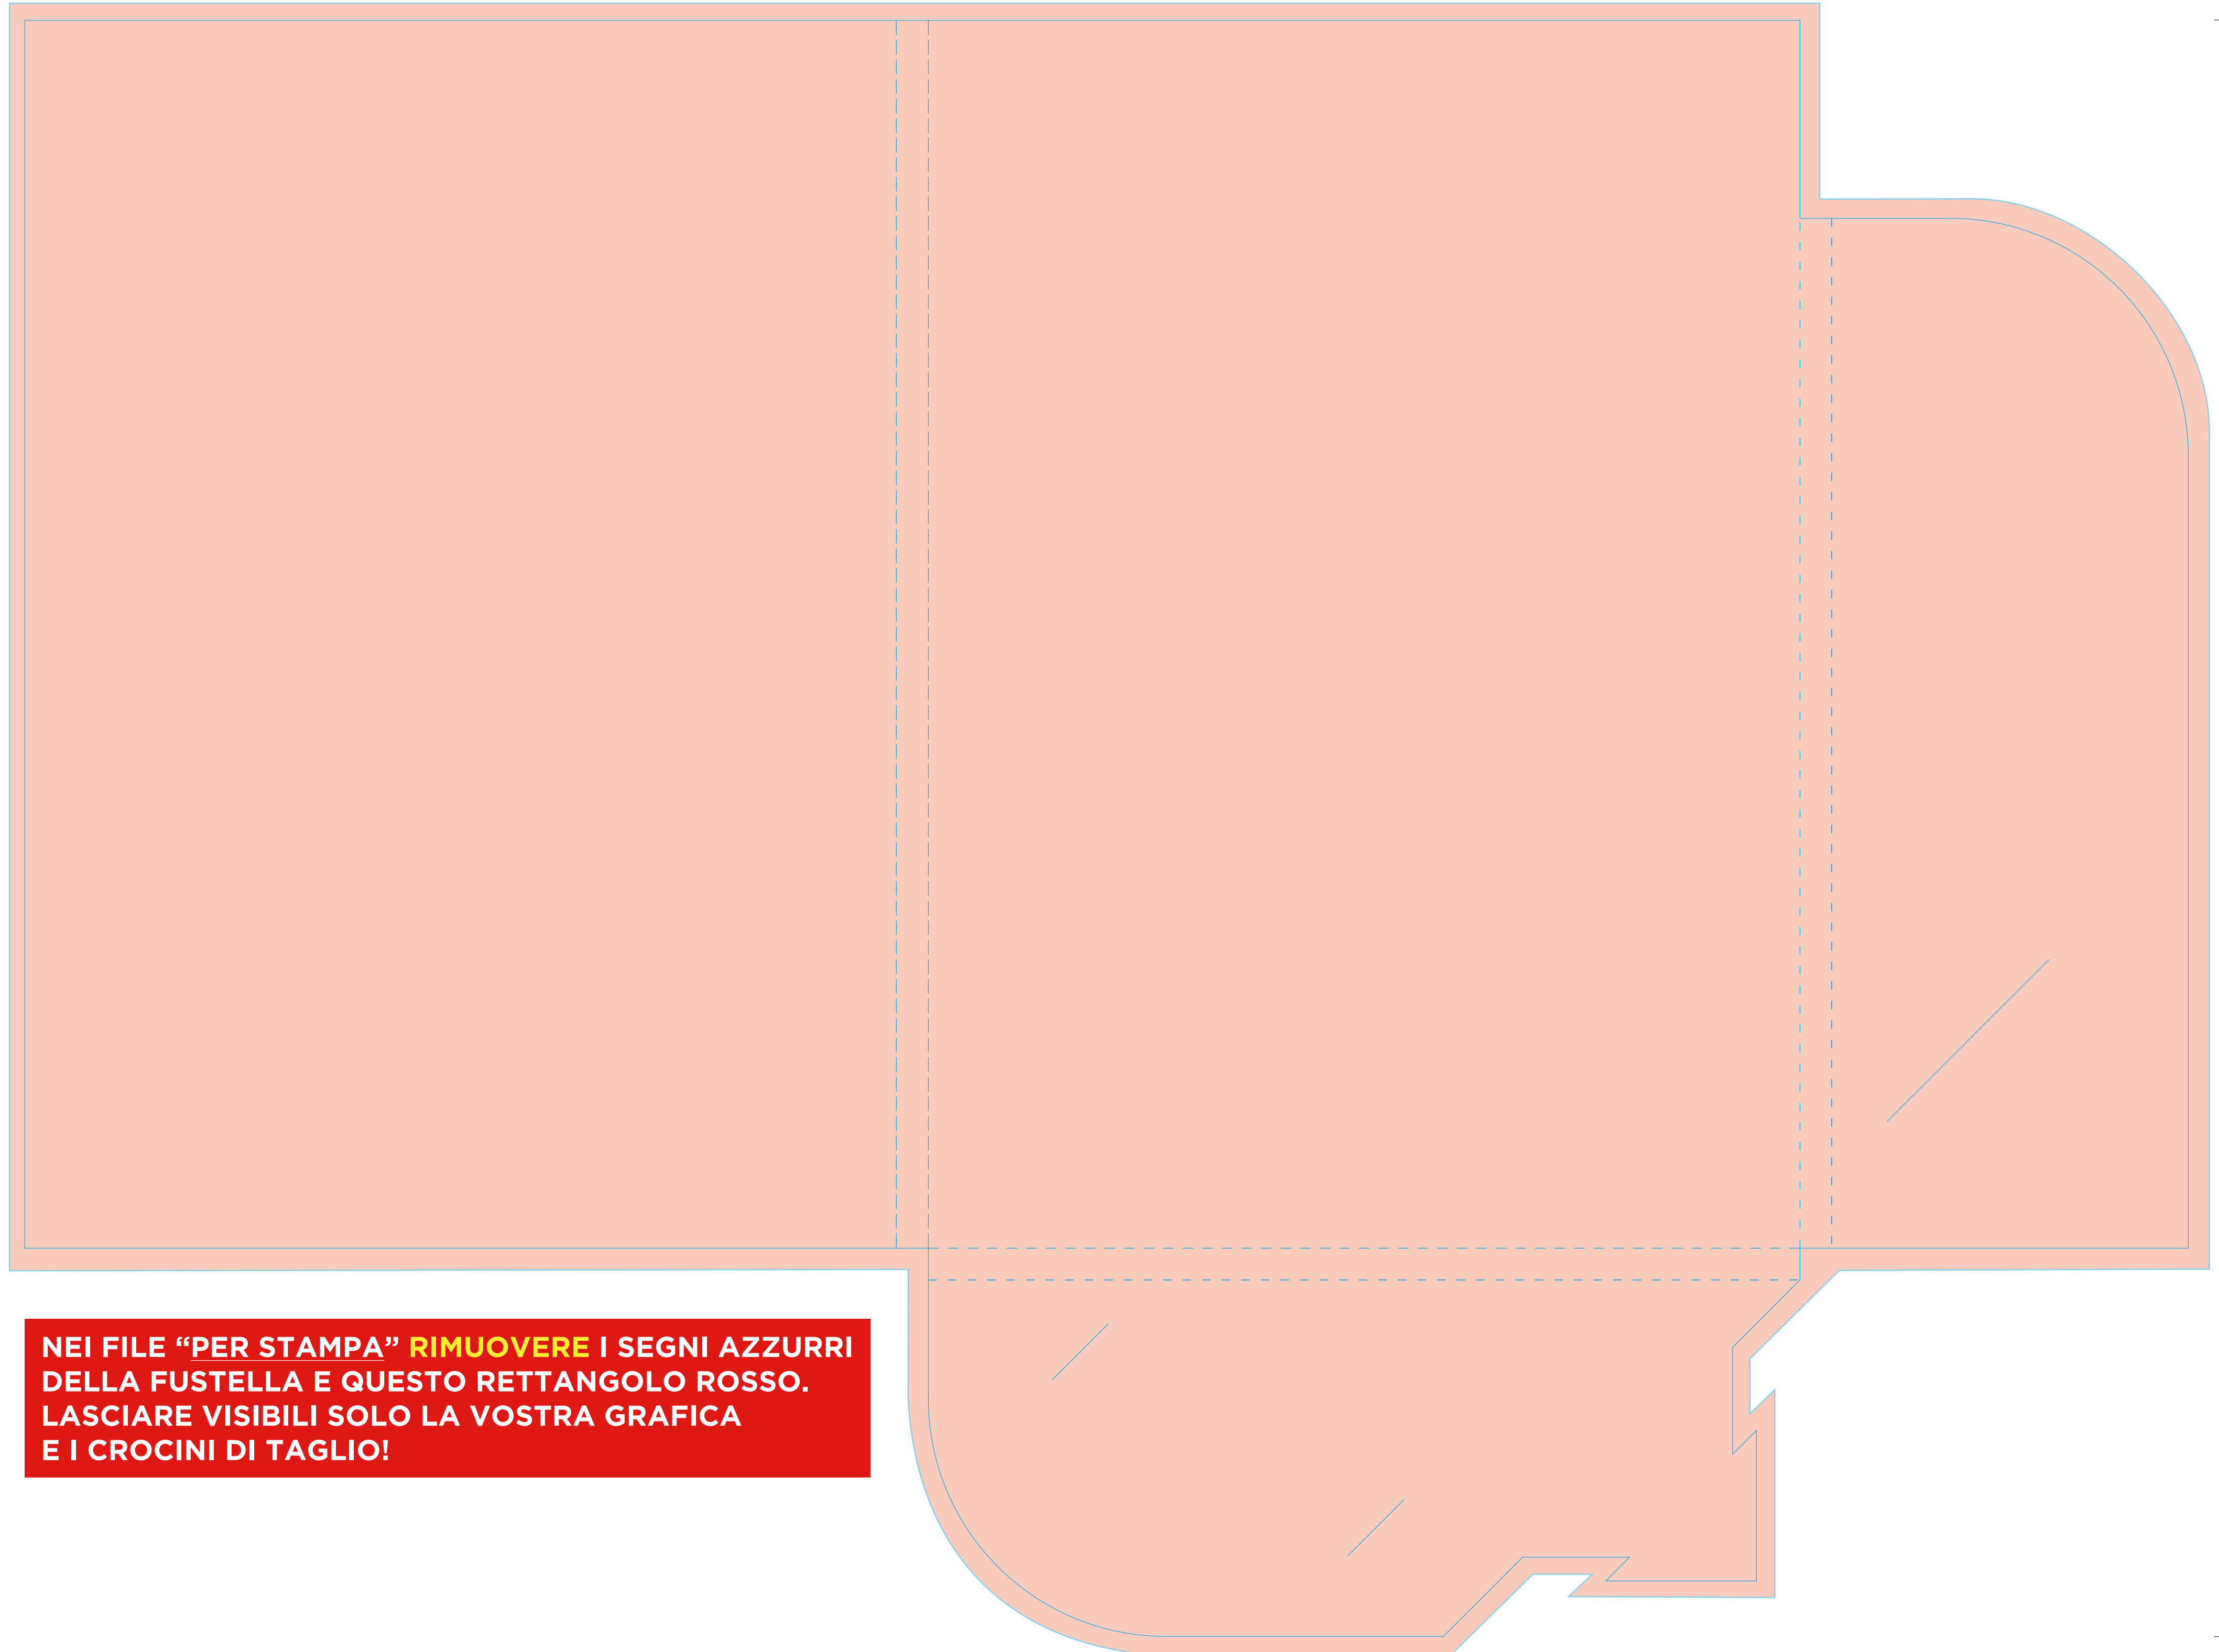 NEI FILE “PER STAMPA” RIMUOVERE I SEGNI AZZURRI
DELLA FUSTELLA E QUESTO RETTANGOLO ROSSO.
LASCIARE VISIBILI SOLO LA VOSTRA GRAFICA
E I CROCINI DI TAGLIO!